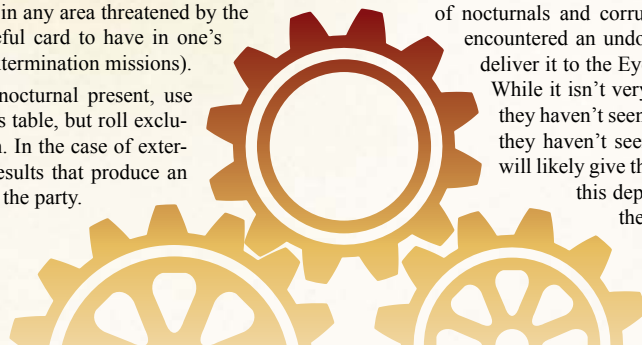 in any area threatened by the
eful card to have in one's
termination missions).
nocturnal present, use
s table, but roll exclu-
n. In the case of exter-
esults that produce an
the party.
of nocturnals and corru
encountered an undo
deliver it to the Ey
While it isn't very
they haven't seen
they haven't see
will likely give th
this dep
the